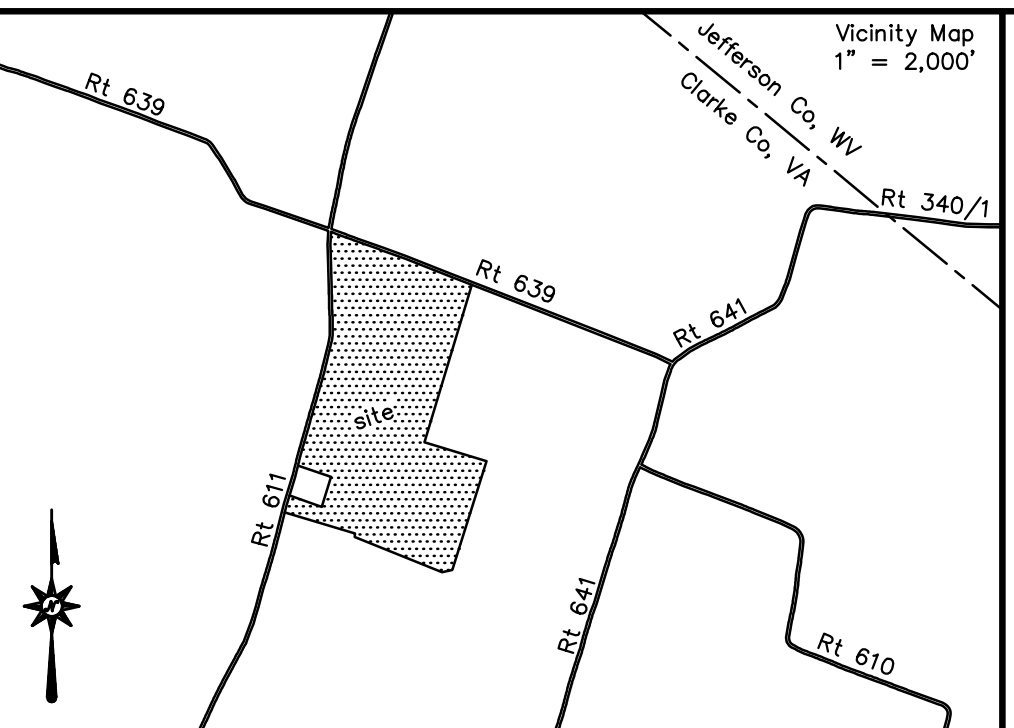 Vicinity Map
1" = 2,000'
Jefferson Co, WV
Clarke Co, VA
Rt 639
Rt 340/1
Rt 639
Rt 641
site
Rt 611
N
Rt 641
Rt 610